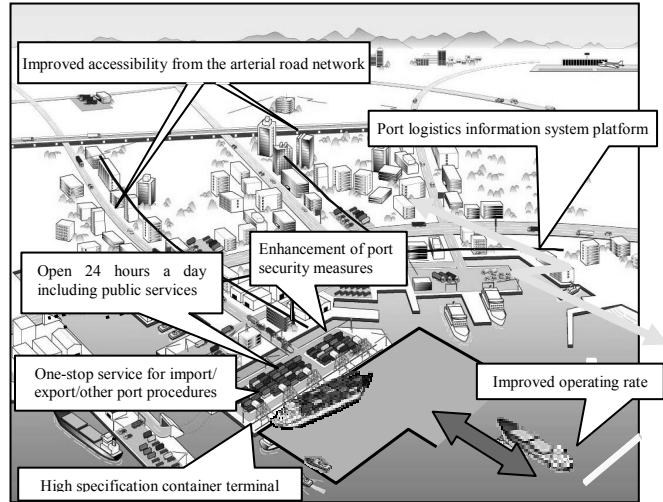 Improved accessibility from the arterial road network
Port logistics information system platform
Enhancement of port
security measures
Open 24 hours a day
including public services
One-stop service for import/
export/other port procedures
Improved operating rate
High specification container terminal